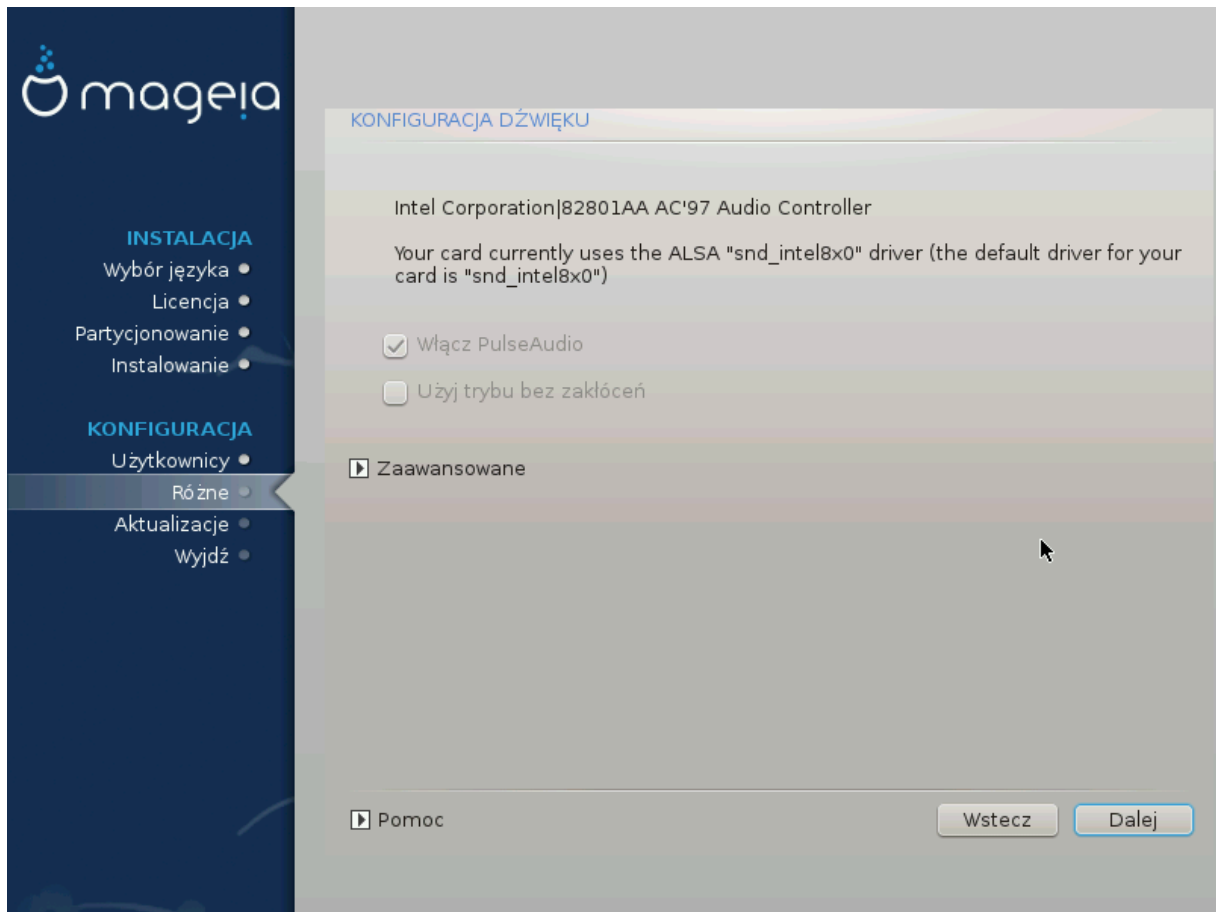 mageia
INSTALACJA
Wybór języka
Licencja
Partycjonowanie
Instalowanie
KONFIGURACJA
Użytkownicy
Różne
Aktualizacje
Wyjdź
KONFIGURACJA DŹWIĘKU
Intel Corporation|82801AA AC'97 Audio Controller
Your card currently uses the ALSA "snd_intel8x0" driver (the default driver for your
card is "snd_intel8x0")
Włącz PulseAudio
Użyj trybu bez zakłóceń
Zaawansowane
Pomoc
Wstecz
Dalej